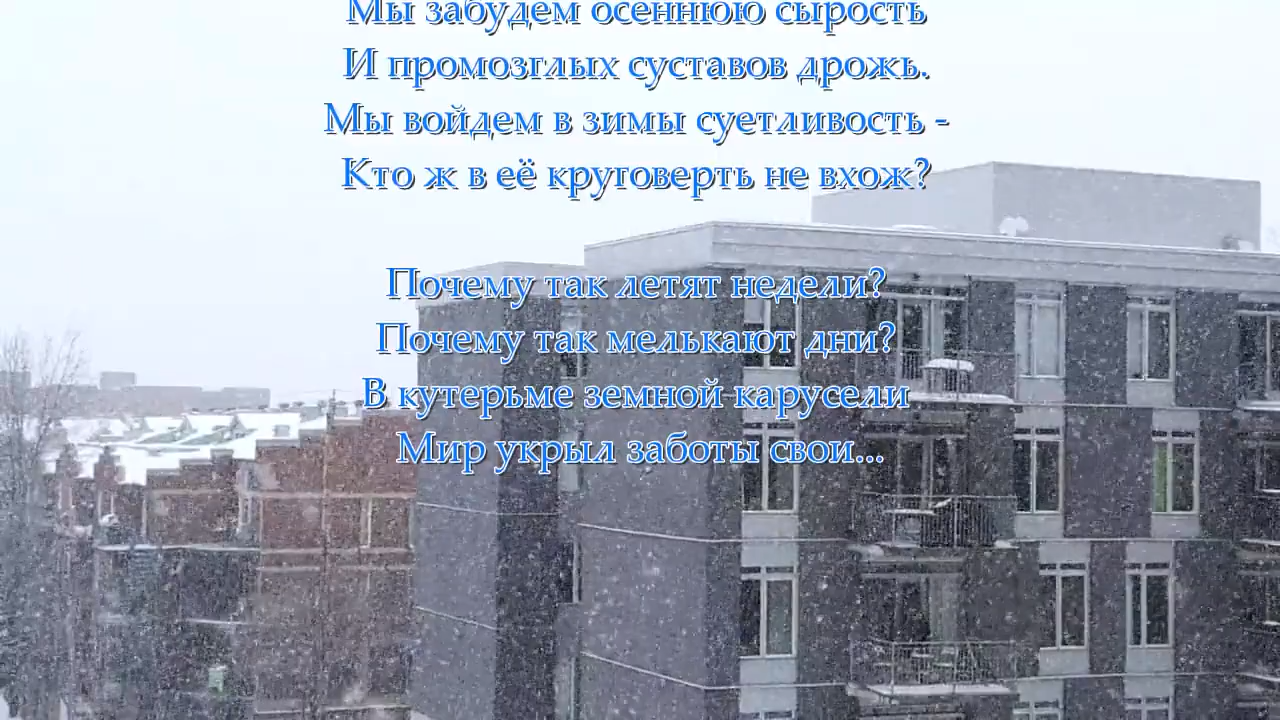 Мы забудем осеннюю сырость
И промозглых суставов дрожь.
Мы войдем в зимы суетливость -
Кто ж в её круговерть не вхож?
Почему так летят недели?
Почему так мелькают дни?
В кутерьме земной карусели
Мир укрыл заботы свои...